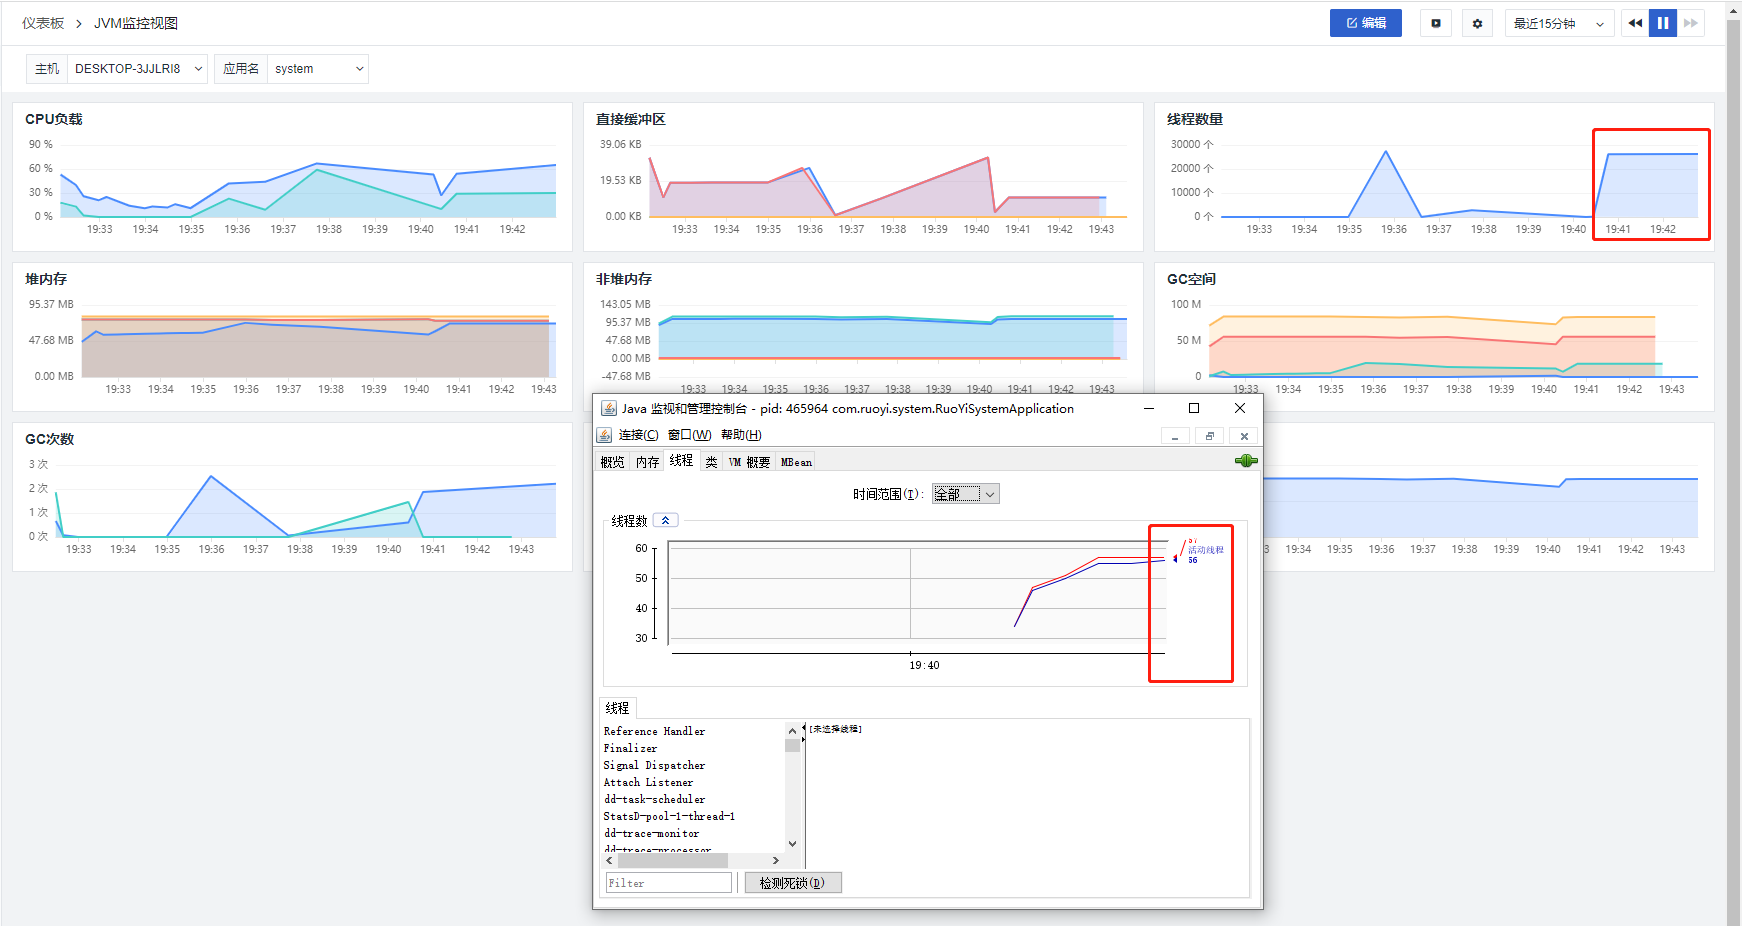 仪表板 > JVM监控视图
编辑
最近15分钟
主机 DESKTOP-3JJLRI8 应用名 system
CPU负载
90 %
60 %
30 %
0 %
19:33 19:34 19:35 19:36 19:37 19:38 19:39 19:40 19:41 19:42
直接缓冲区
39.06 KB
19.53 KB
0.00 KB
19:33 19:34 19:35 19:36 19:37 19:38 19:39 19:40 19:41 19:43
线程数量
30000 个
20000 个
10000 个
0 个
19:33 19:34 19:35 19:36 19:37 19:38 19:39 19:40 19:41 19:42
堆内存
95.37 MB
47.68 MB
0.00 MB
19:33 19:34 19:35 19:36 19:37 19:38 19:39 19:40 19:41 19:42 19:43
非堆内存
143.05 MB
95.37 MB
47.68 MB
0.00 MB
-47.68 MB
19:33 19:34 19:35 19:36 19:37 19:38 19:39 19:40 19:41 19:42 19:43
GC空间
100 M
50 M
0
19:33 19:34 19:35 19:36 19:37 19:38 19:39 19:40 19:41 19:42 19:43
GC次数
3 次
2 次
1 次
0 次
19:33 19:34 19:35 19:36 19:37 19:38 19:39 19:40 19:41 19:42 19:43
3 19:34 19:35 19:36 19:37 19:38 19:39 19:40 19:41 19:42 19:43
Java 监视和管理控制台 - pid: 465964 com.ruoyi.system.RuoYiSystemApplication
连接(C) 窗口(W) 帮助(H)
概览 内存 线程 类 VM 概要 MBean
时间范围(T): 全部
线程数
60
50
40
30
19:40
57
活动线程
56
线程
Reference Handler
Finalizer
Signal Dispatcher
Attach Listener
dd-task-scheduler
StatsD-pool-1-thread-1
dd-trace-monitor
dd-trace-processor
[未选择线程]
Filter
检测死锁(D)